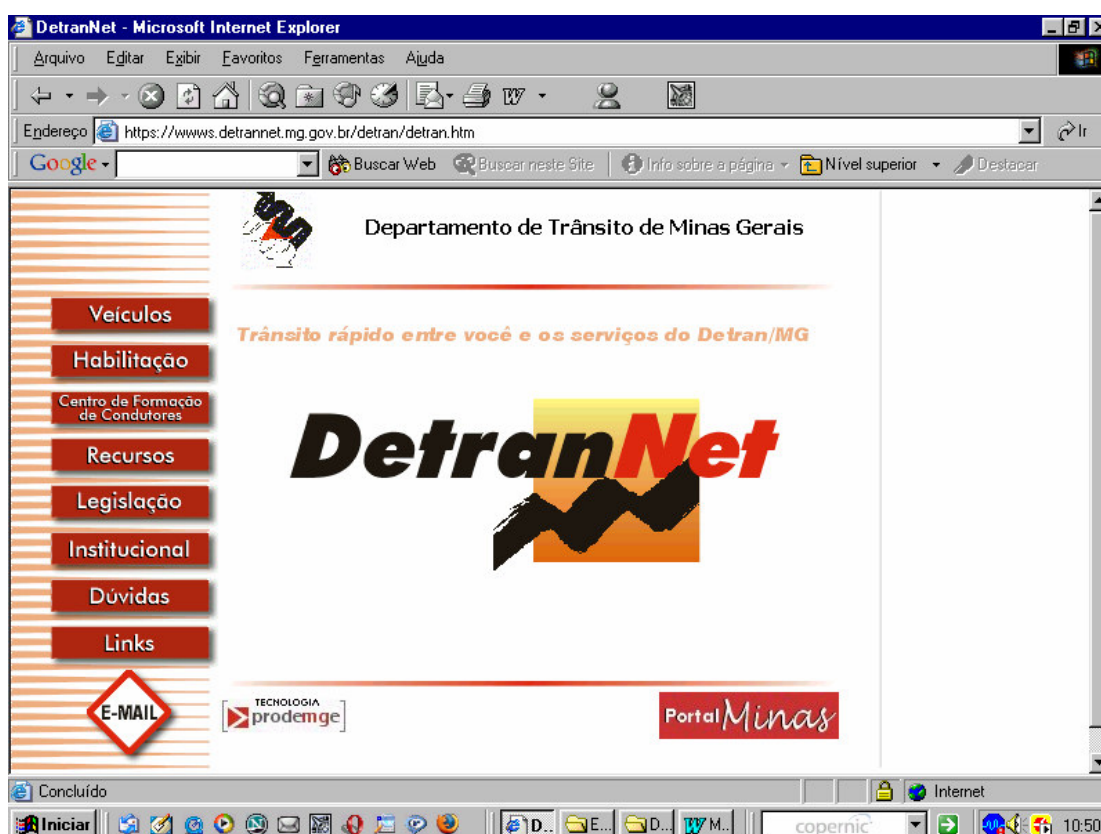 DetranNet - Microsoft Internet Explorer
Arquivo Editar Exibir Favoritos Ferramentas Ajuda
Endereço https://wwws.detrannet.mg.gov.br/detran/detran.htm Ir
Google Buscar Web Buscar neste Site Info sobre a página Nível superior Destacar
Departamento de Trânsito de Minas Gerais
Trânsito rápido entre você e os serviços do Detran/MG
Veículos
Habilitação
Centro de Formação
de Condutores
Recursos
Legislação
Institucional
Dúvidas
Links
E-MAIL
DetranNet
TECNOLOGIA
prodemge
Portal Minas
Concluído Internet
Iniciar D.. E... D... M.. copernic 10:50